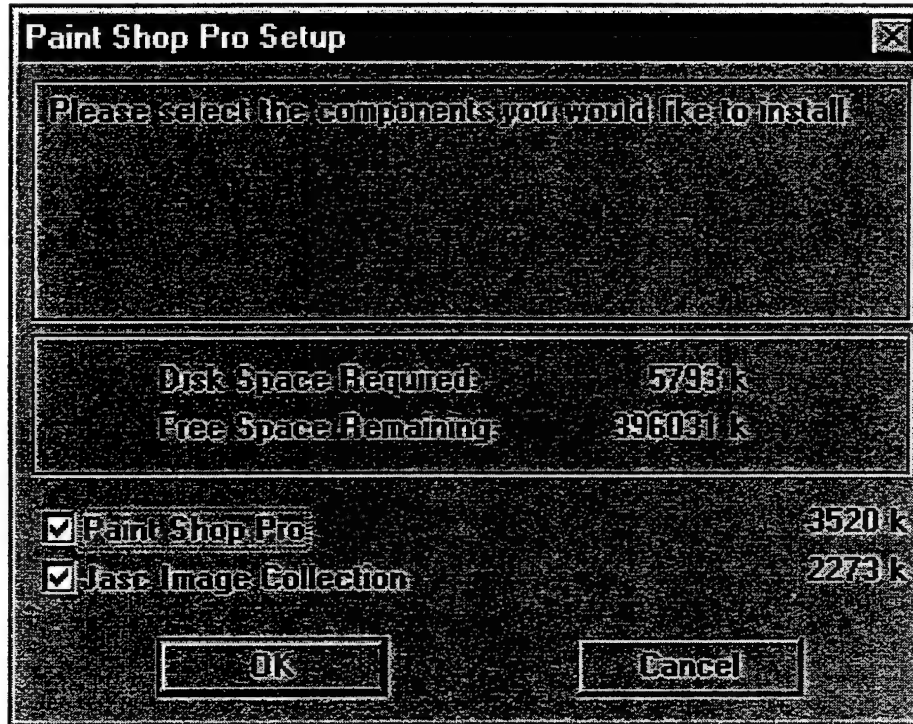 Paint Shop Pro Setup
Please select the components you would like to install
Disk Space Required: 5793 k
Free Space Remaining: 396031 k
Paint Shop Pro 3520 k
Jasc Image Collection 2273 k
OK Cancel